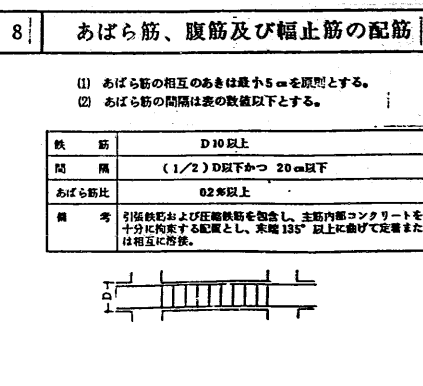 8 あばら筋、腹筋及び幅止筋の配筋
(1) あばら筋の相互のあきは最小5cmを原則とする。
(2) あばら筋の間隔は表の数値以下とする。
鉄筋 D10以上
間隔 (1/2)D以下かつ 20cm以下
あばら筋比 0.2%以上
備考 引張鉄筋および圧縮鉄筋を包含し、主筋内部コンクリートを
十分に拘束する配置とし、末端135°以上に曲げて定着また
は相互に溶接。
D